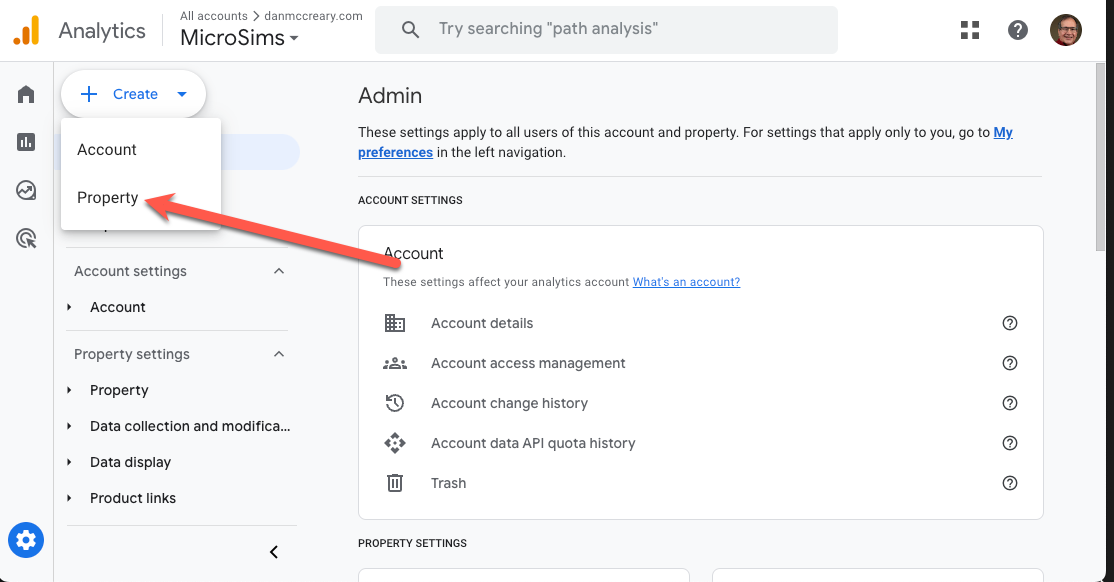 Analytics
All accounts > danmccreary.com
MicroSims
Try searching "path analysis"
Create
Account
Property
Account settings
Account
Property settings
Property
Data collection and modifica...
Data display
Product links
Admin
These settings apply to all users of this account and property. For settings that apply only to you, go to My
preferences in the left navigation.
ACCOUNT SETTINGS
Account
These settings affect your analytics account What's an account?
Account details
Account access management
Account change history
Account data API quota history
Trash
PROPERTY SETTINGS